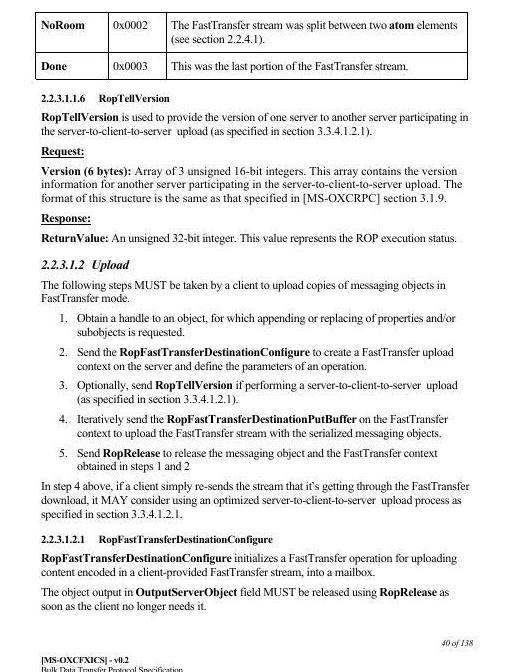 NoRoom 0x0002 The FastTransfer stream was split between two atom elements
(see section 2.2.4.1).
Done 0x0003 This was the last portion of the FastTransfer stream.
2.2.3.1.1.6 RopTellVersion
RopTellVersion is used to provide the version of one server to another server participating in
the server-to-client-to-server upload (as specified in section 3.3.4.1.2.1).
Request:
Version (6 bytes): Array of 3 unsigned 16-bit integers. This array contains the version
information for another server participating in the server-to-client-to-server upload. The
format of this structure is the same as that specified in [MS-OXCRPC] section 3.1.9.
Response:
ReturnValue: An unsigned 32-bit integer. This value represents the ROP execution status.
2.2.3.1.2 Upload
The following steps MUST be taken by a client to upload copies of messaging objects in
FastTransfer mode.
1. Obtain a handle to an object, for which appending or replacing of properties and/or
subobjects is requested.
2. Send the RopFastTransferDestinationConfigure to create a FastTransfer upload
context on the server and define the parameters of an operation.
3. Optionally, send RopTellVersion if performing a server-to-client-to-server upload
(as specified in section 3.3.4.1.2.1).
4. Iteratively send the RopFastTransferDestinationPutBuffer on the FastTransfer
context to upload the FastTransfer stream with the serialized messaging objects.
5. Send RopRelease to release the messaging object and the FastTransfer context
obtained in steps 1 and 2
In step 4 above, if a client simply re-sends the stream that it's getting through the FastTransfer
download, it MAY consider using an optimized server-to-client-to-server upload process as
specified in section 3.3.4.1.2.1.
2.2.3.1.2.1 RopFastTransferDestinationConfigure
RopFastTransferDestinationConfigure initializes a FastTransfer operation for uploading
content encoded in a client-provided FastTransfer stream, into a mailbox.
The object output in OutputServerObject field MUST be released using RopRelease as
soon as the client no longer needs it.
40 of 138
[MS-OXCFXICS] - v0.2
Bulk Data Transfer Protocol Specification